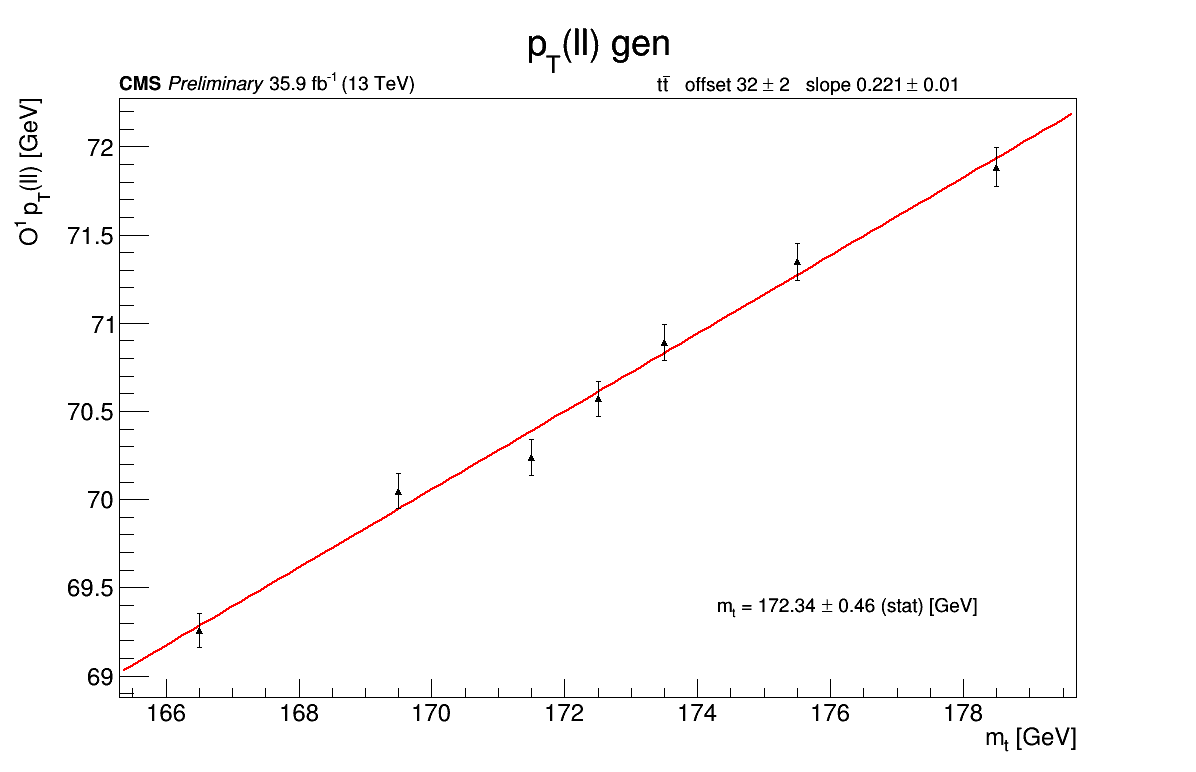 p_T(ll) gen
CMS Preliminary 35.9 fb^-1 (13 TeV) tt̄ offset 32 ± 2 slope 0.221 ± 0.01
O^1 p_T(ll) [GeV]
72
71.5
71
70.5
70
69.5
69
m_t = 172.34 ± 0.46 (stat) [GeV]
166 168 170 172 174 176 178
m_t [GeV]